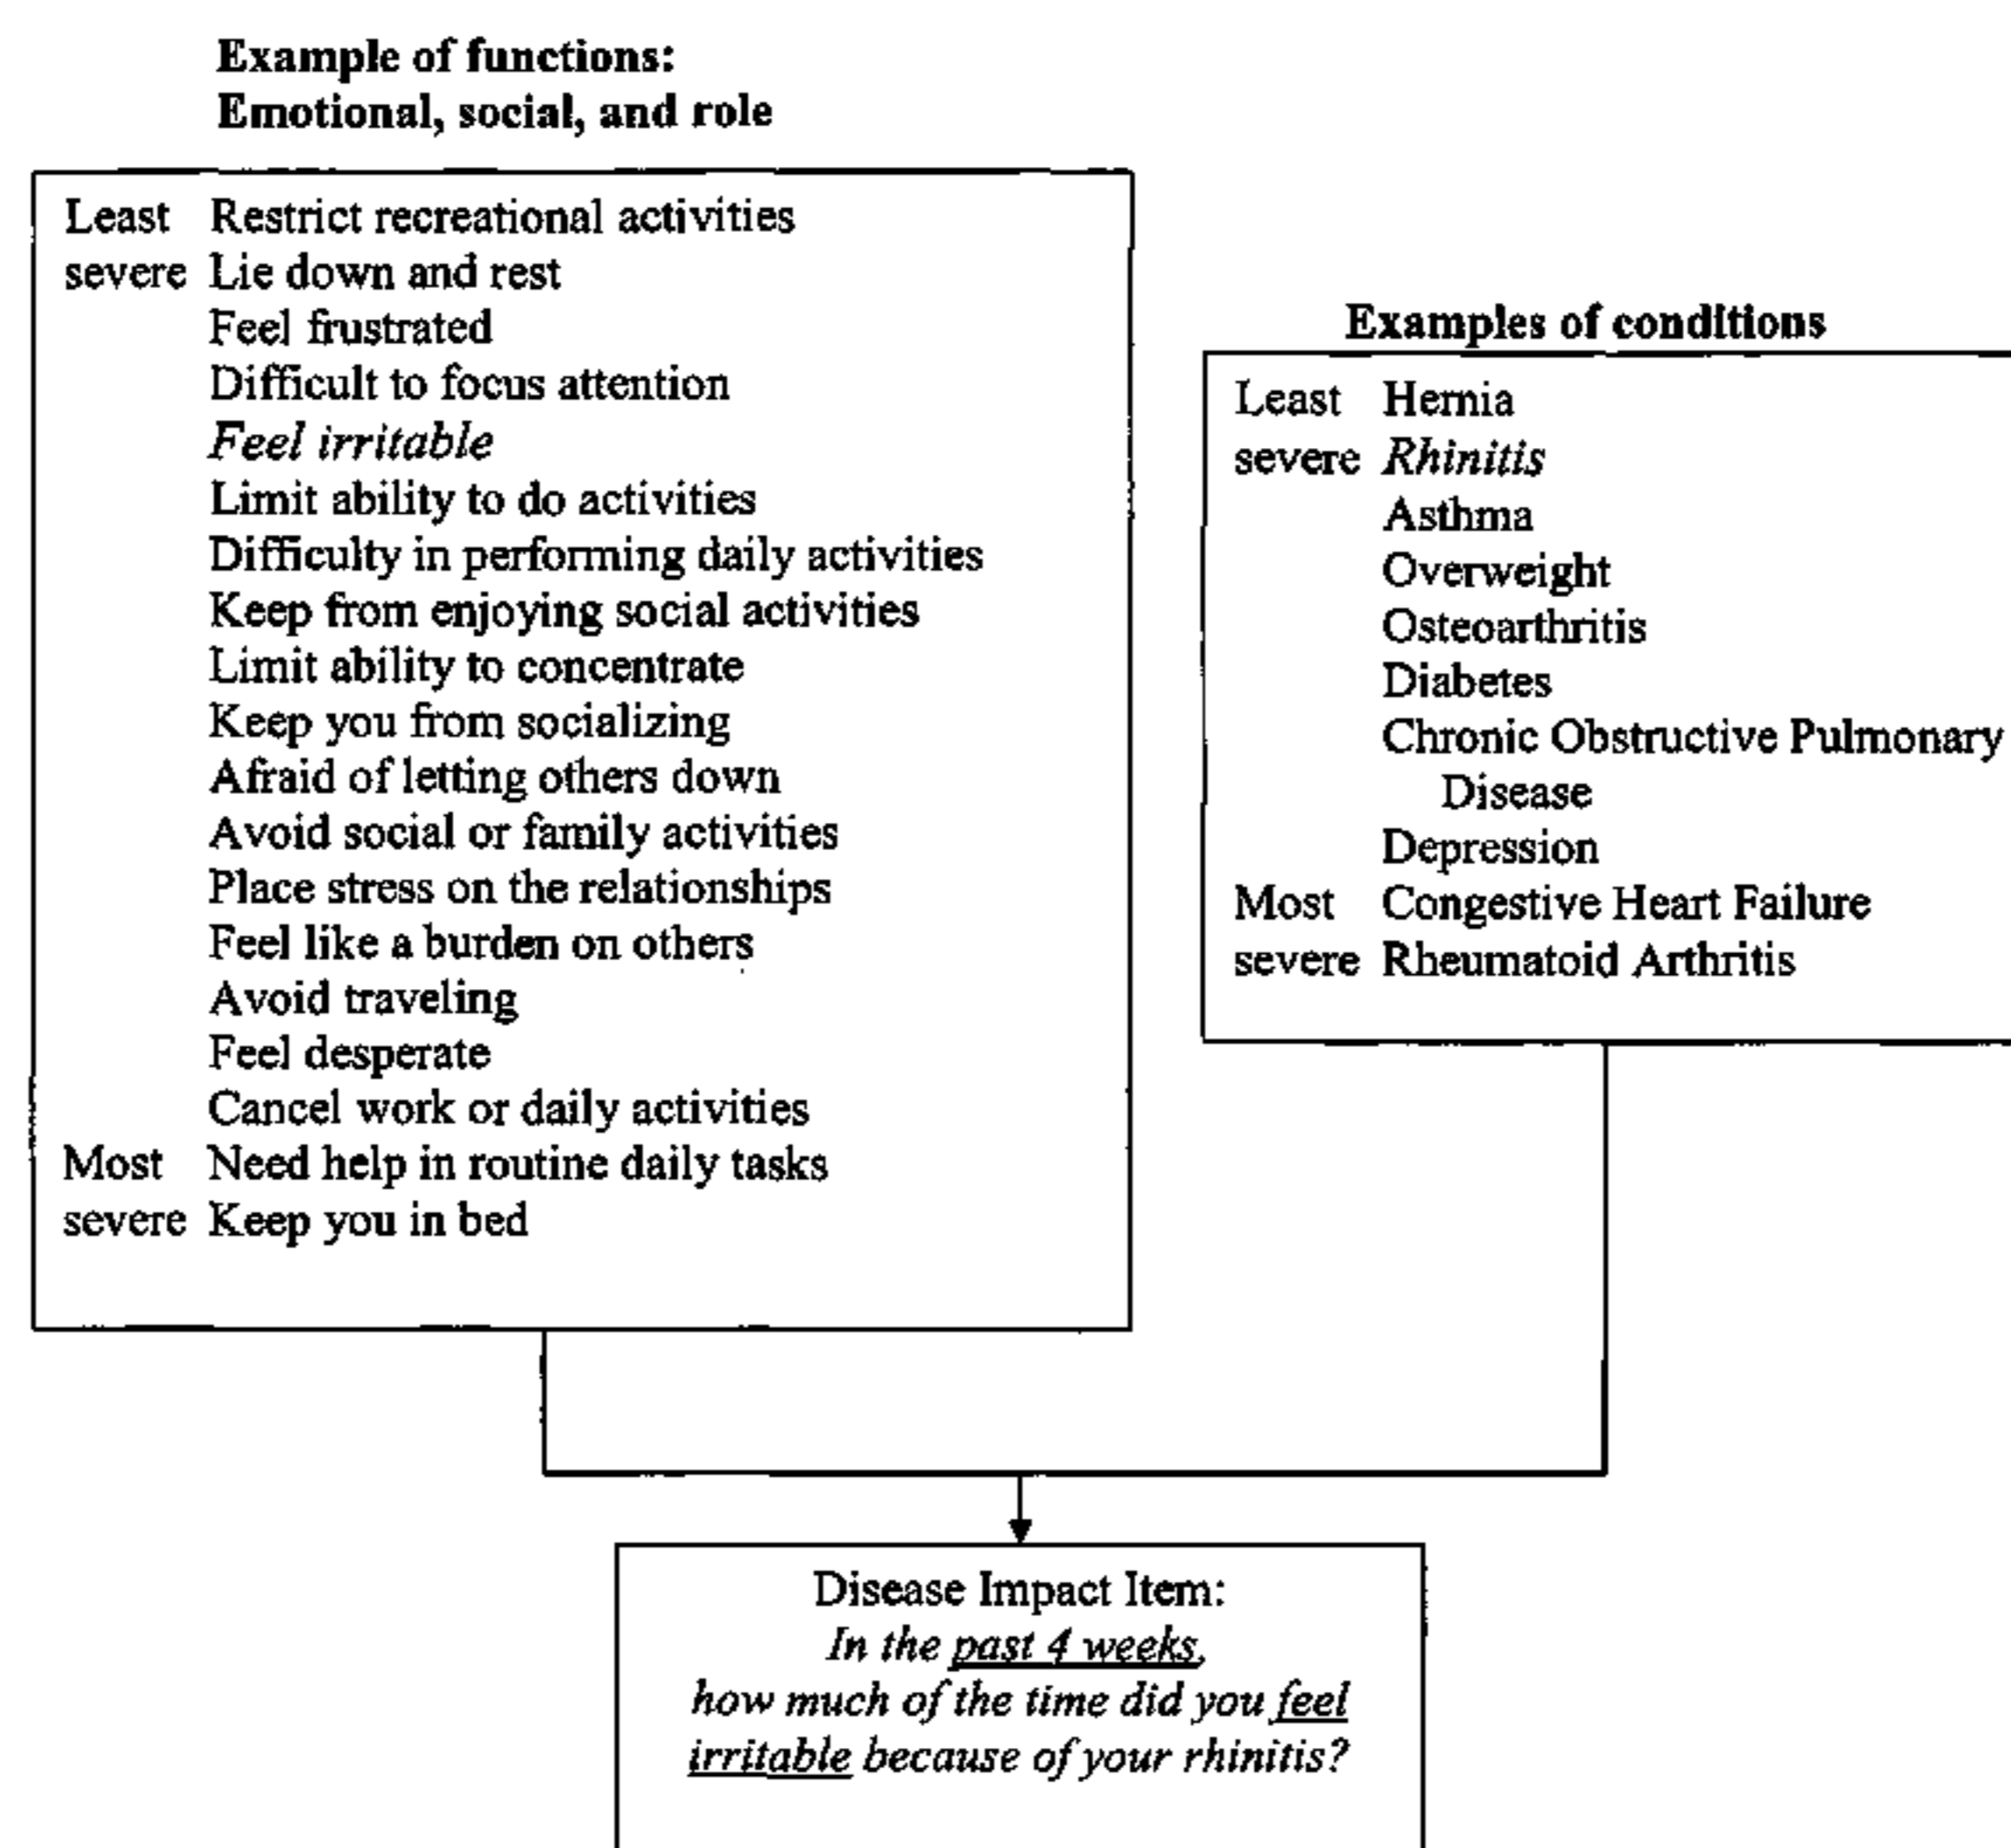 Example of functions:
Emotional, social, and role
Least Restrict recreational activities
severe Lie down and rest
Feel frustrated
Difficult to focus attention
Feel irritable
Limit ability to do activities
Difficulty in performing daily activities
Keep from enjoying social activities
Limit ability to concentrate
Keep you from socializing
Afraid of letting others down
Avoid social or family activities
Place stress on the relationships
Feel like a burden on others
Avoid traveling
Feel desperate
Cancel work or daily activities
Most Need help in routine daily tasks
severe Keep you in bed
Examples of conditions
Least Hernia
severe Rhinitis
Asthma
Overweight
Osteoarthritis
Diabetes
Chronic Obstructive Pulmonary
Disease
Depression
Most Congestive Heart Failure
severe Rheumatoid Arthritis
Disease Impact Item:
In the past 4 weeks,
how much of the time did you feel
irritable because of your rhinitis?